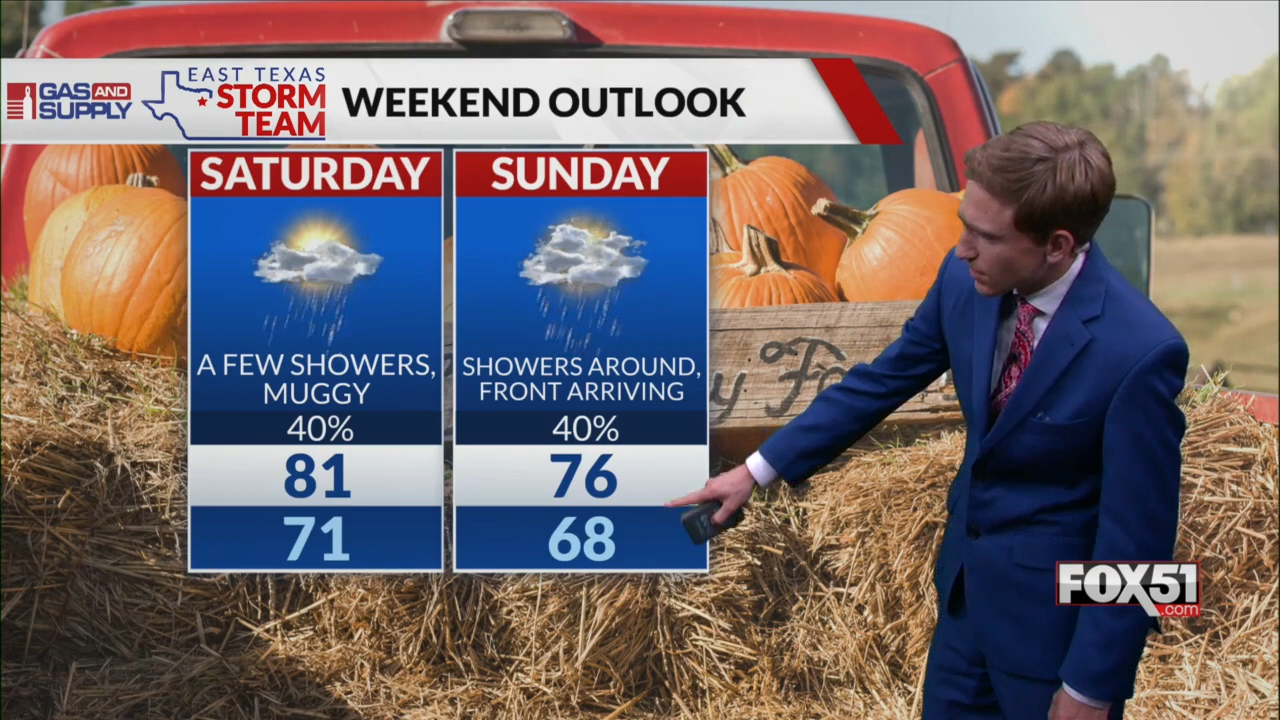 GAS AND
SUPPLY
EAST TEXAS
STORM
TEAM
WEEKEND OUTLOOK
SATURDAY
A FEW SHOWERS,
MUGGY
40%
81
71
SUNDAY
SHOWERS AROUND,
FRONT ARRIVING
40%
76
68
FOX51
.com